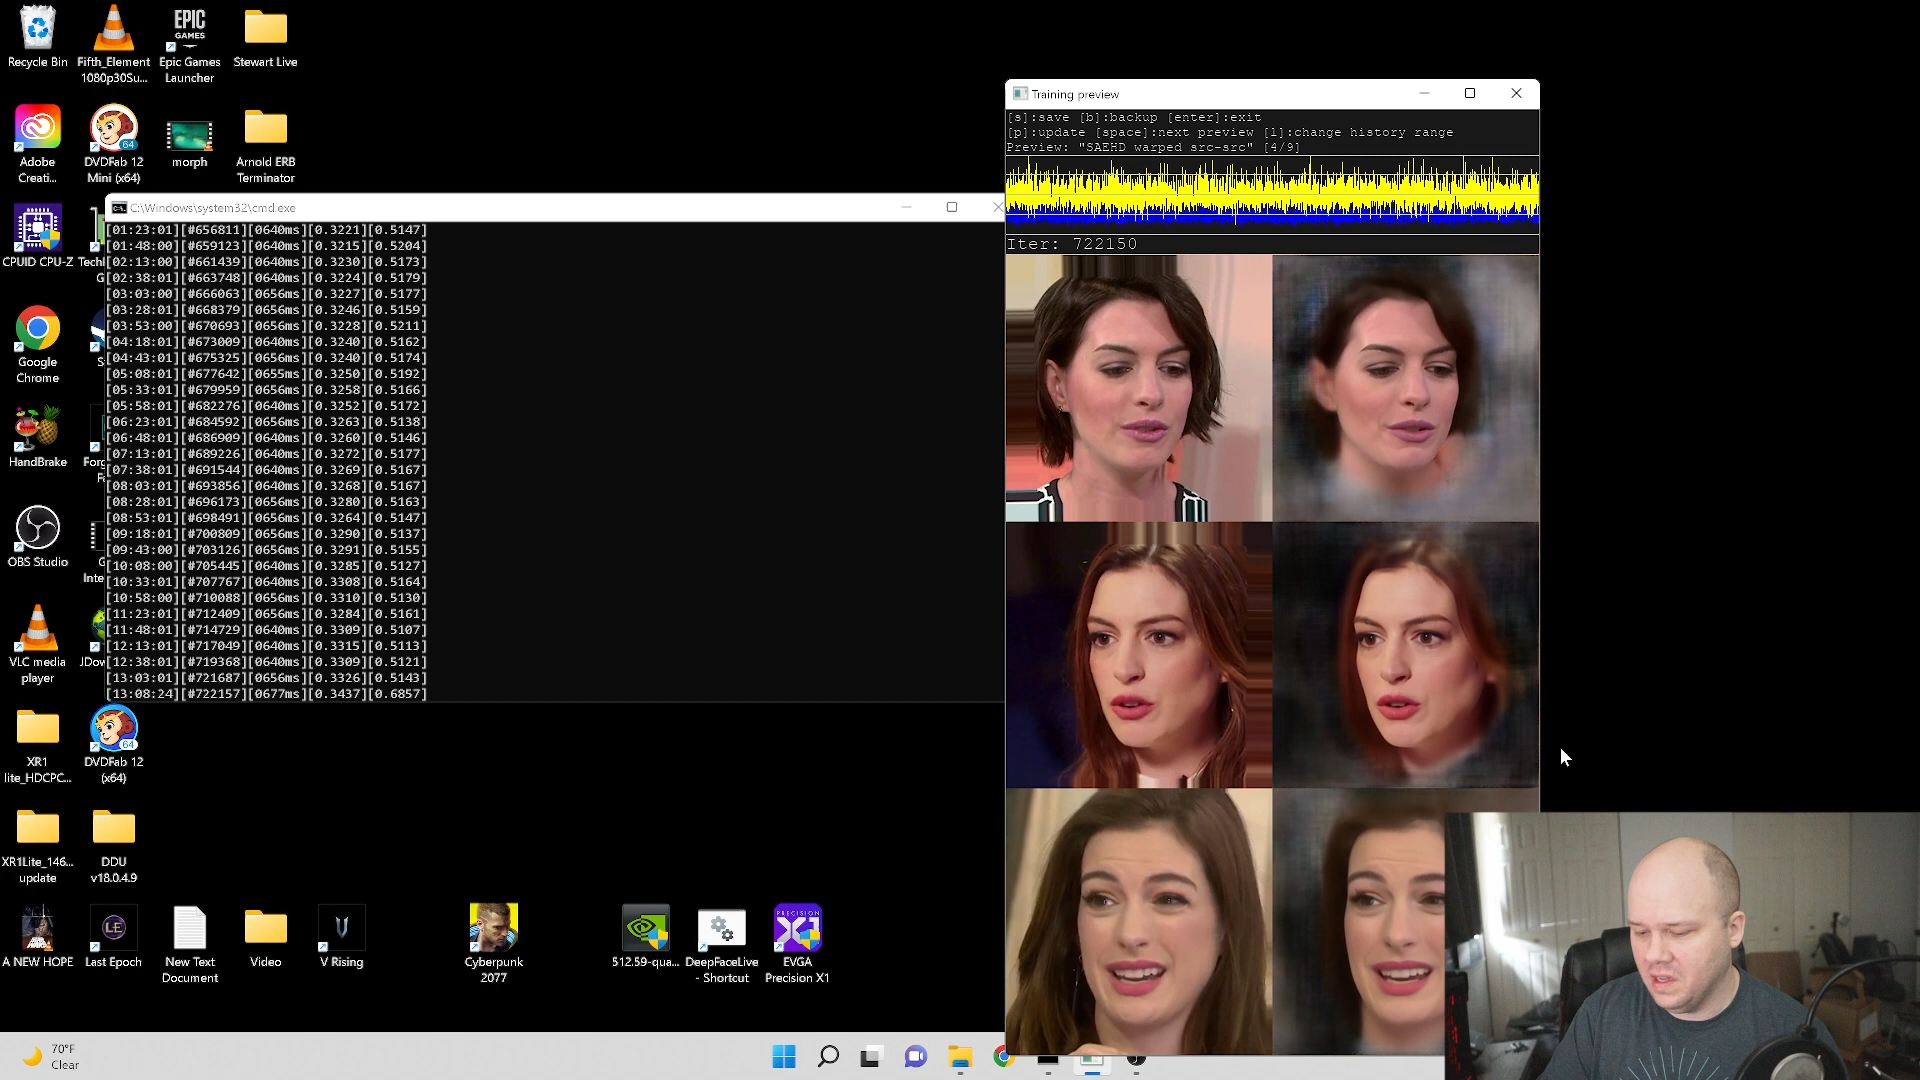 Recycle Bin
Fifth_Element
1080p30Su...
EPIC
GAMES
Epic Games
Launcher
Stewart Live
Adobe
Creati...
64
DVDFab 12
Mini (x64)
morph
Arnold ERB
Terminator
CPUID CPU-Z
Tech
G
Google
Chrome
S
HandBrake
Forg
F
OBS Studio
G
Inte
VLC media
player
JDow
XR1
lite_HDCPC...
64
DVDFab 12
(x64)
XR1Lite_146...
update
DDU
v18.0.4.9
A NEW HOPE
LE
Last Epoch
New Text
Document
Video
V Rising
Cyberpunk
2077
512.59-qua...
DeepFaceLive
- Shortcut
PRECISION
X1
EVGA
Precision X1
C:\Windows\system32\cmd.exe
[01:23:01][#656811][0640ms][0.3221][0.5147]
[01:48:00][#659123][0640ms][0.3215][0.5204]
[02:13:00][#661439][0640ms][0.3230][0.5173]
[02:38:01][#663748][0640ms][0.3224][0.5179]
[03:03:00][#666063][0656ms][0.3227][0.5177]
[03:28:01][#668379][0656ms][0.3246][0.5159]
[03:53:00][#670693][0656ms][0.3228][0.5211]
[04:18:01][#673009][0640ms][0.3240][0.5162]
[04:43:01][#675325][0656ms][0.3240][0.5174]
[05:08:01][#677642][0655ms][0.3250][0.5192]
[05:33:01][#679959][0656ms][0.3258][0.5166]
[05:58:01][#682276][0640ms][0.3252][0.5172]
[06:23:01][#684592][0656ms][0.3263][0.5138]
[06:48:01][#686909][0640ms][0.3260][0.5146]
[07:13:01][#689226][0640ms][0.3272][0.5177]
[07:38:01][#691544][0640ms][0.3269][0.5167]
[08:03:01][#693856][0640ms][0.3268][0.5167]
[08:28:01][#696173][0656ms][0.3280][0.5163]
[08:53:01][#698491][0656ms][0.3264][0.5147]
[09:18:01][#700809][0656ms][0.3290][0.5137]
[09:43:00][#703126][0656ms][0.3291][0.5155]
[10:08:00][#705445][0640ms][0.3285][0.5127]
[10:33:01][#707767][0640ms][0.3308][0.5164]
[10:58:00][#710088][0656ms][0.3310][0.5130]
[11:23:01][#712409][0640ms][0.3284][0.5161]
[11:48:01][#714729][0640ms][0.3309][0.5107]
[12:13:01][#717049][0640ms][0.3315][0.5113]
[12:38:01][#719368][0640ms][0.3309][0.5121]
[13:03:01][#721687][0656ms][0.3326][0.5143]
[13:08:24][#722157][0677ms][0.3437][0.6857]
Training preview
[s]:save [b]:backup [enter]:exit
[p]:update [space]:next preview [l]:change history range
Preview: "SAEHD warped src-src" [4/9]
Iter: 722150
70°F
Clear